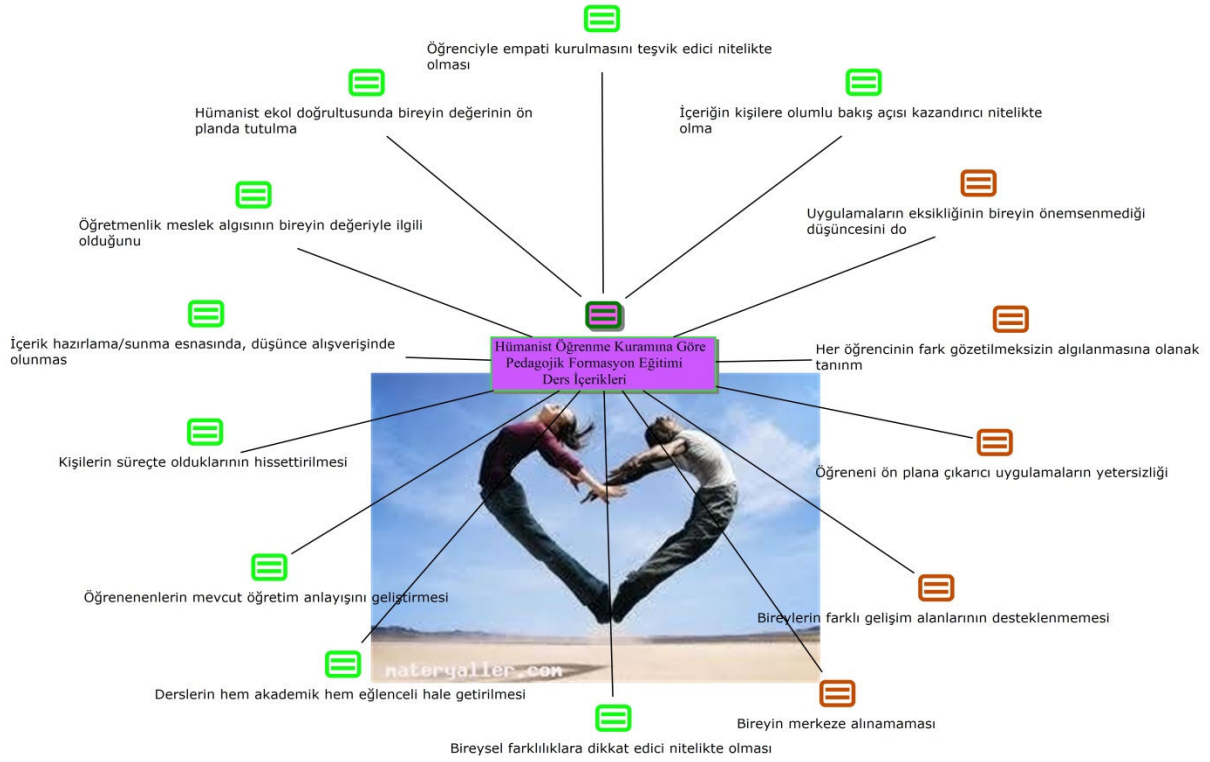 Öğrenciyle empati kurulmasını teşvik edici nitelikte
olması
Hümanist ekol doğrultusunda bireyin değerinin ön
planda tutulma
İçeriğin kişilere olumlu bakış açısı kazandırıcı nitelikte
olma
Öğretmenlik meslek algısının bireyin değeriyle ilgili
olduğunu
Uygulamaların eksikliğinin bireyin önemsenmediği
düşüncesini do
İçerik hazırlama/sunma esnasında, düşünce alışverişinde
olunmas
Hümanist Öğrenme Kuramına Göre
Pedagojik Formasyon Eğitimi
Ders İçerikleri
Her öğrencinin fark gözetilmeksizin algılanmasına olanak
tanınm
Kişilerin süreçte olduklarının hissettirilmesi
Öğreneni ön plana çıkarıcı uygulamaların yetersizliği
Öğrenenenlerin mevcut öğretim anlayışını geliştirmesi
Bireylerin farklı gelişim alanlarının desteklenmemesi
materyaller.com
Derslerin hem akademik hem eğlenceli hale getirilmesi
Bireyin merkeze alınamaması
Bireysel farklılıklara dikkat edici nitelikte olması